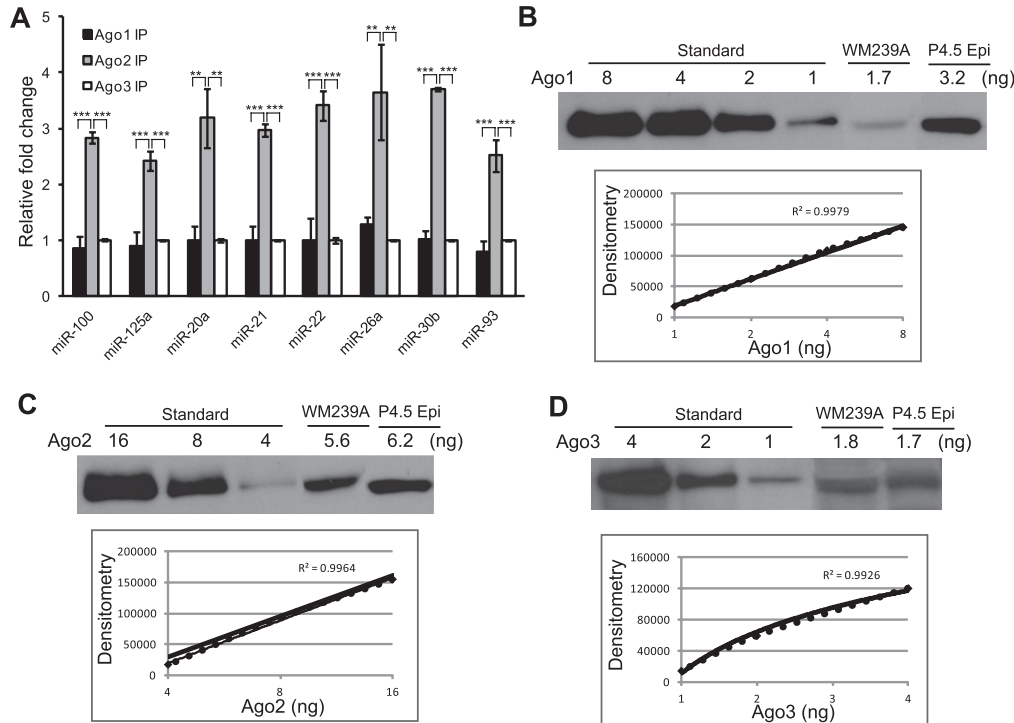 A
Relative fold change
5
4
3
2
1
0
Ago1 IP
Ago2 IP
Ago3 IP
*** ***
*** ***
** **
*** ***
*** ***
** **
*** ***
*** ***
miR-100
miR-125a
miR-20a
miR-21
miR-22
miR-26a
miR-30b
miR-93
B
Standard WM239A P4.5 Epi
Ago1 8 4 2 1 1.7 3.2 (ng)
Densitometry
200000
150000
100000
50000
0
R² = 0.9979
1 2 4 8
Ago1 (ng)
C
Standard WM239A P4.5 Epi
Ago2 16 8 4 5.6 6.2 (ng)
Densitometry
200000
150000
100000
50000
0
R² = 0.9964
4 8 16
Ago2 (ng)
D
Standard WM239A P4.5 Epi
Ago3 4 2 1 1.8 1.7 (ng)
Densitometry
160000
120000
80000
40000
0
R² = 0.9926
1 2 3 4
Ago3 (ng)